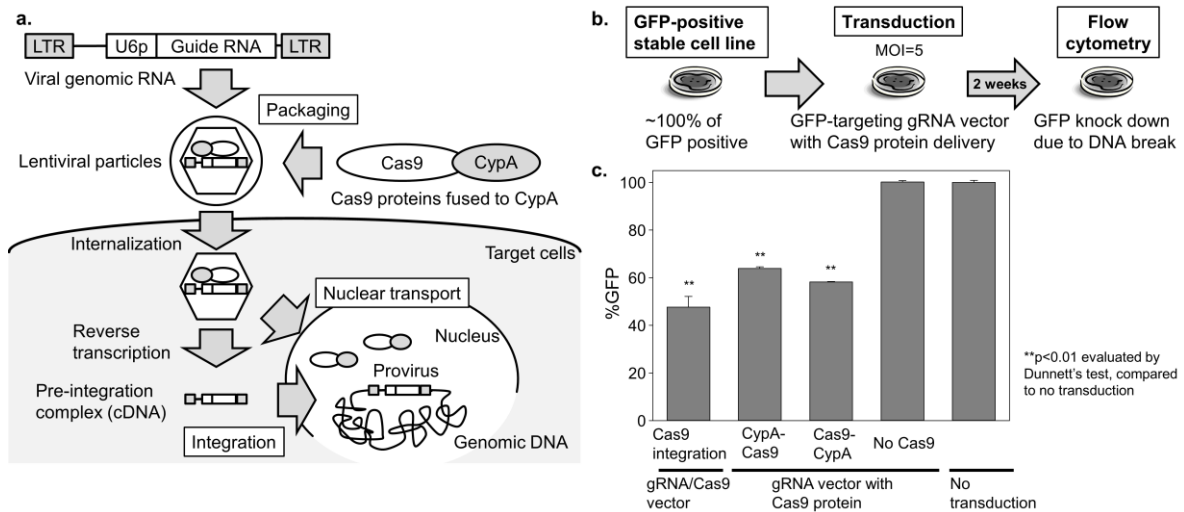 a.
LTR U6p Guide RNA LTR
Viral genomic RNA
Packaging
Lentiviral particles
Cas9 CypA
Cas9 proteins fused to CypA
Internalization
Target cells
Nuclear transport
Reverse
transcription
Nucleus
Provirus
Pre-integration
complex (cDNA)
Integration
Genomic DNA
b.
GFP-positive
stable cell line
~100% of
GFP positive
Transduction
MOI=5
GFP-targeting gRNA vector
with Cas9 protein delivery
2 weeks
Flow
cytometry
GFP knock down
due to DNA break
c.
%GFP
100
80
60
40
20
0
**
**
**
Cas9
integration
CypA-
Cas9
Cas9-
CypA
No Cas9
gRNA/Cas9
vector
gRNA vector with
Cas9 protein
No
transduction
**p<0.01 evaluated by
Dunnett's test, compared
to no transduction